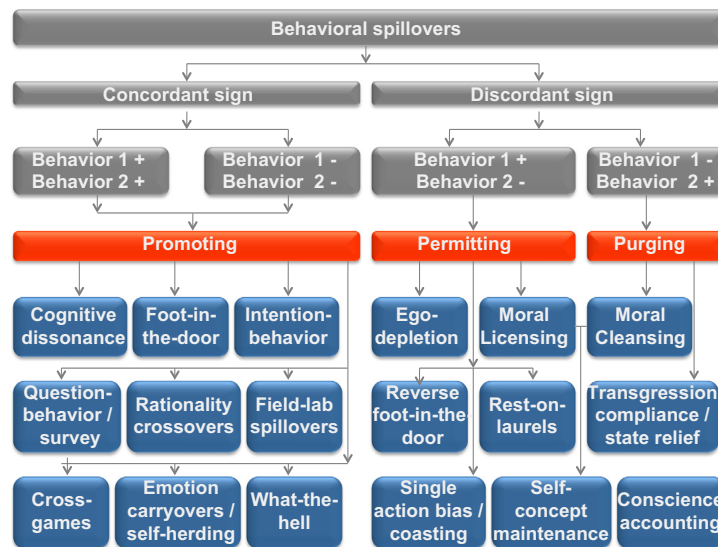 Behavioral spillovers
Concordant sign
Discordant sign
Behavior 1 +
Behavior 2 +
Behavior 1 -
Behavior 2 -
Behavior 1 +
Behavior 2 -
Behavior 1 -
Behavior 2 +
Promoting
Permitting
Purging
Cognitive
dissonance
Foot-in-
the-door
Intention-
behavior
Ego-
depletion
Moral
Licensing
Moral
Cleansing
Question-
behavior /
survey
Rationality
crossovers
Field-lab
spillovers
Reverse
foot-in-the-
door
Rest-on-
laurels
Transgression
compliance /
state relief
Cross-
games
Emotion
carryovers /
self-herding
What-the-
hell
Single
action bias /
coasting
Self-
concept
maintenance
Conscience
accounting